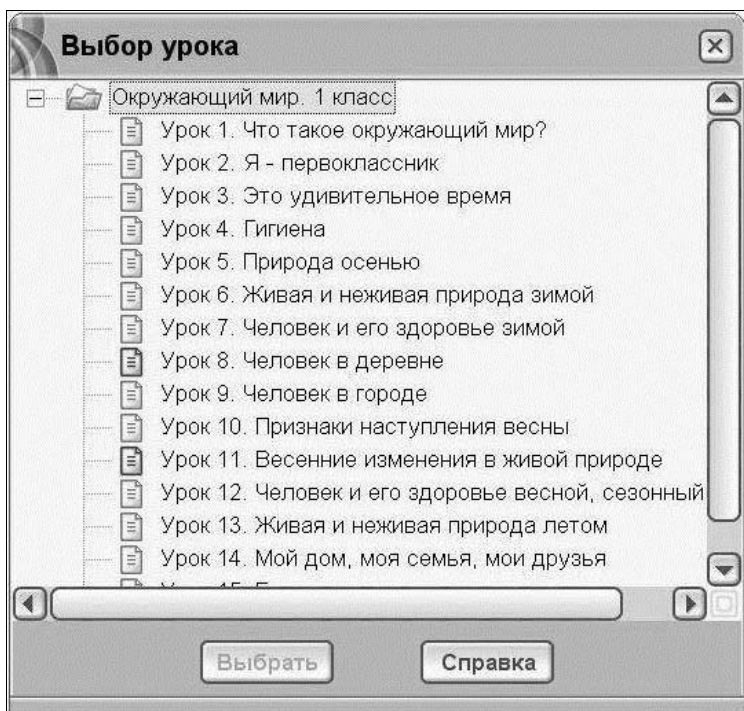 Выбор урока
Окружающий мир. 1 класс
Урок 1. Что такое окружающий мир?
Урок 2. Я - первоклассник
Урок 3. Это удивительное время
Урок 4. Гигиена
Урок 5. Природа осенью
Урок 6. Живая и неживая природа зимой
Урок 7. Человек и его здоровье зимой
Урок 8. Человек в деревне
Урок 9. Человек в городе
Урок 10. Признаки наступления весны
Урок 11. Весенние изменения в живой природе
Урок 12. Человек и его здоровье весной, сезонный
Урок 13. Живая и неживая природа летом
Урок 14. Мой дом, моя семья, мои друзья
Выбрать
Справка